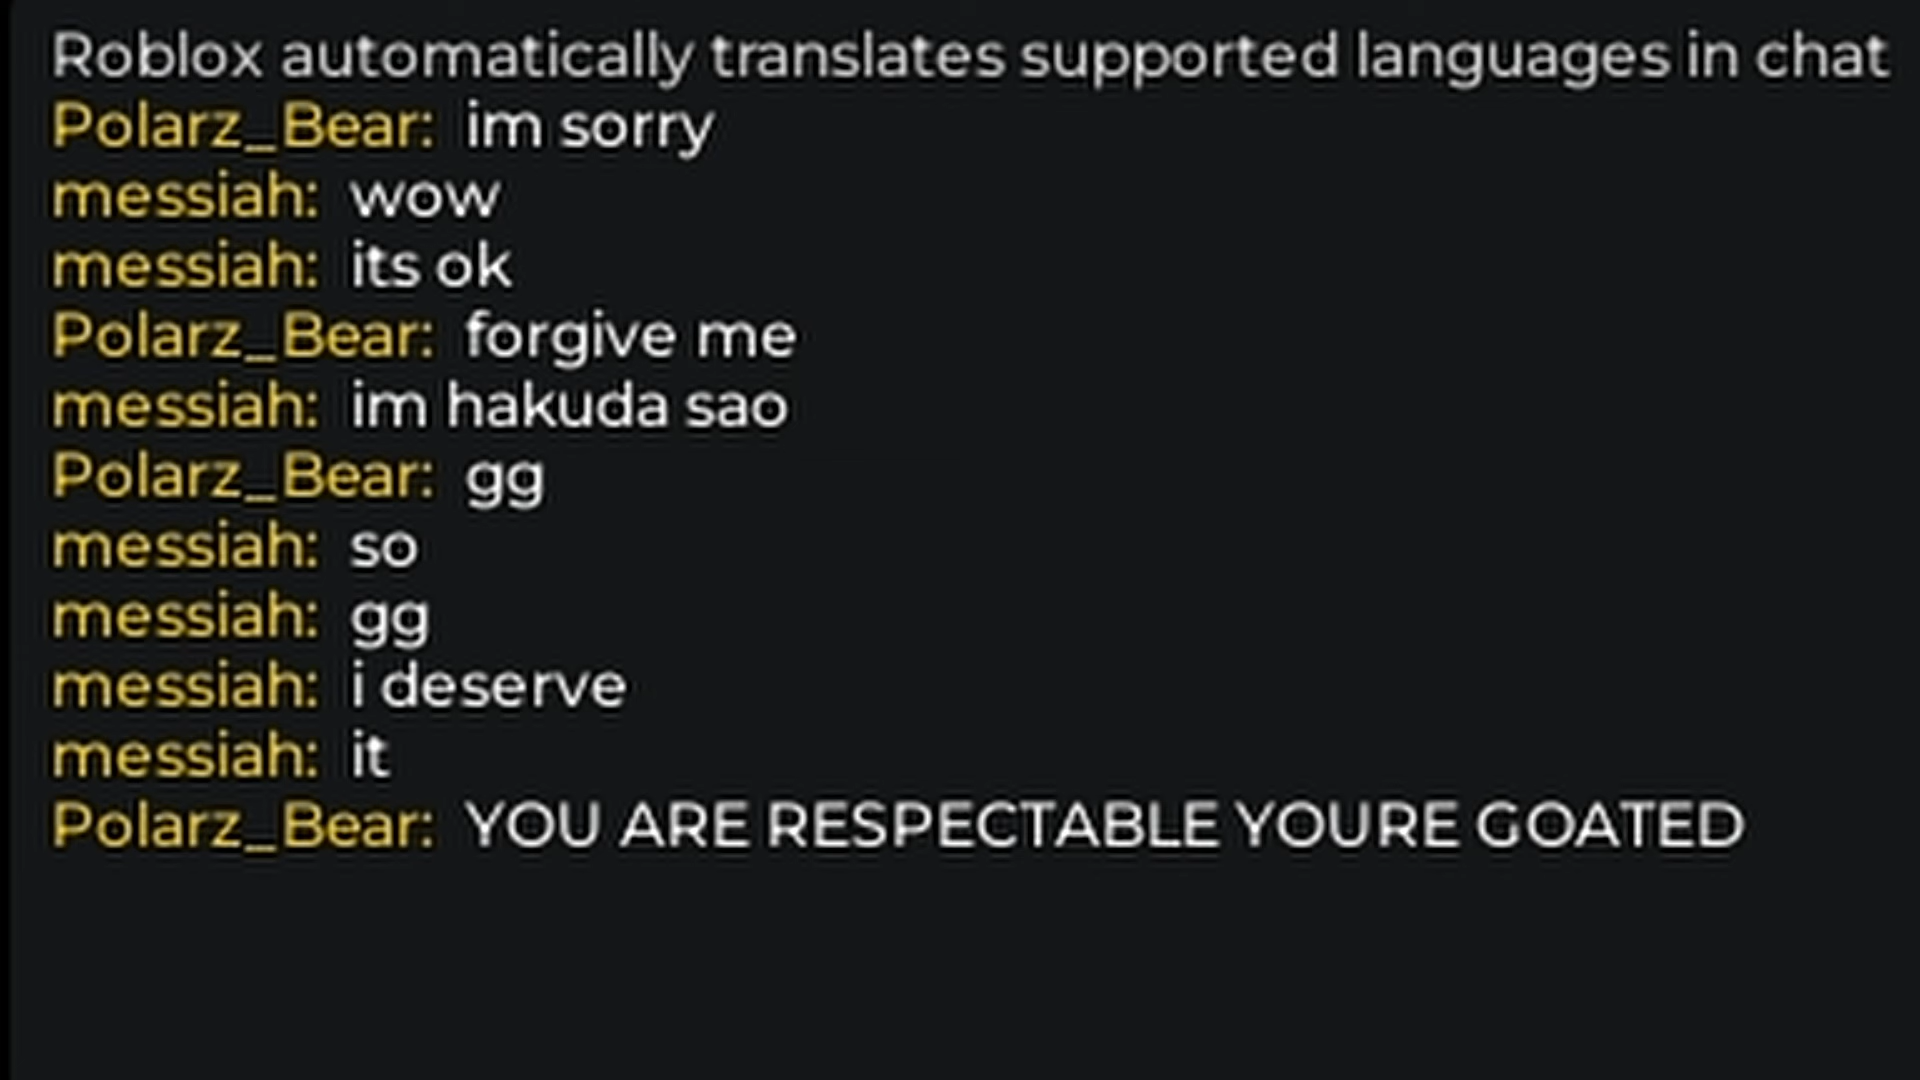 Roblox automatically translates supported languages in chat
Polarz_Bear: im sorry
messiah: wow
messiah: its ok
Polarz_Bear: forgive me
messiah: im hakuda sao
Polarz_Bear: gg
messiah: so
messiah: gg
messiah: i deserve
messiah: it
Polarz_Bear: YOU ARE RESPECTABLE YOURE GOATED